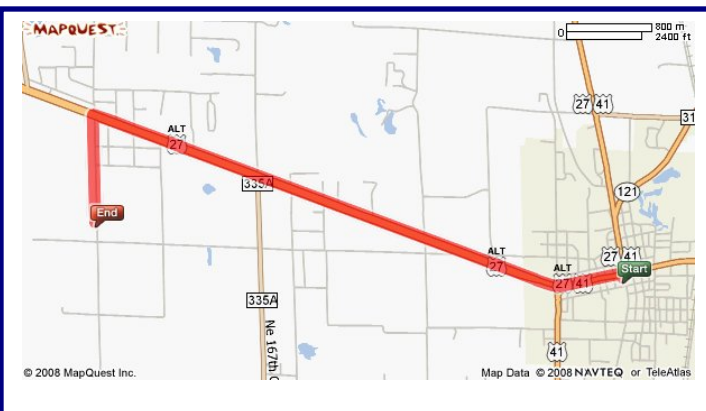 MAPQUEST
0 800 m
2400 ft
27 41
31
ALT
27
335A
121
End
ALT
27
27 41
Start
ALT
27 41
335A
Ne 167th C
41
© 2008 MapQuest Inc.
Map Data © 2008 NAVTEQ or TeleAtlas